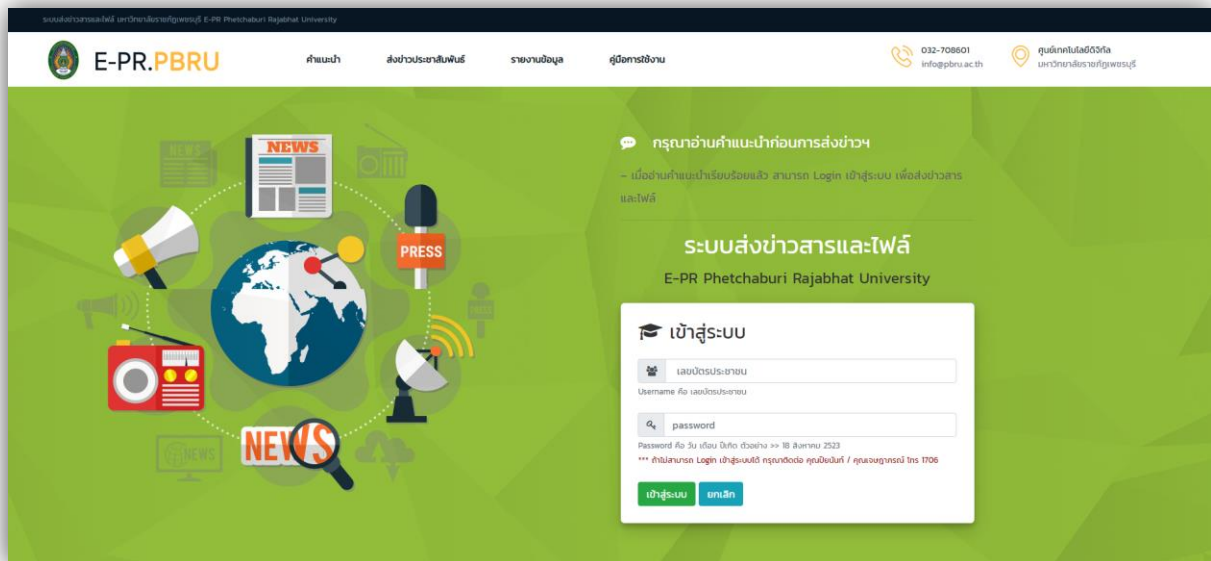 ระบบส่งข่าวสารและไฟล์ มหาวิทยาลัยราชภัฏเพชรบุรี E-PR Phetchaburi Rajabhat University
E-PR.PBRU
คำแนะนำ
ส่งข่าวประชาสัมพันธ์
รายงานข้อมูล
คู่มือการใช้งาน
032-708601
info@pbru.ac.th
ศูนย์เทคโนโลยีดิจิทัล
มหาวิทยาลัยราชภัฏเพชรบุรี
NEWS
NEWS
PRESS
PRESS
NEWS
NEWS
กรุณาอ่านคำแนะนำก่อนการส่งข่าวฯ
- เมื่ออ่านคำแนะนำเรียบร้อยแล้ว สามารถ Login เข้าสู่ระบบ เพื่อส่งข่าวสาร
และไฟล์
ระบบส่งข่าวสารและไฟล์
E-PR Phetchaburi Rajabhat University
เข้าสู่ระบบ
เลขบัตรประชาชน
Username คือ เลขบัตรประชาชน
password
Password คือ วัน เดือน ปีเกิด ตัวอย่าง >> 18 สิงหาคม 2523
*** ถ้าไม่สามารถ Login เข้าสู่ระบบได้ กรุณาติดต่อ คุณปิยนันท์ / คุณเจษฎาภรณ์ โทร 1706
เข้าสู่ระบบ
ยกเลิก